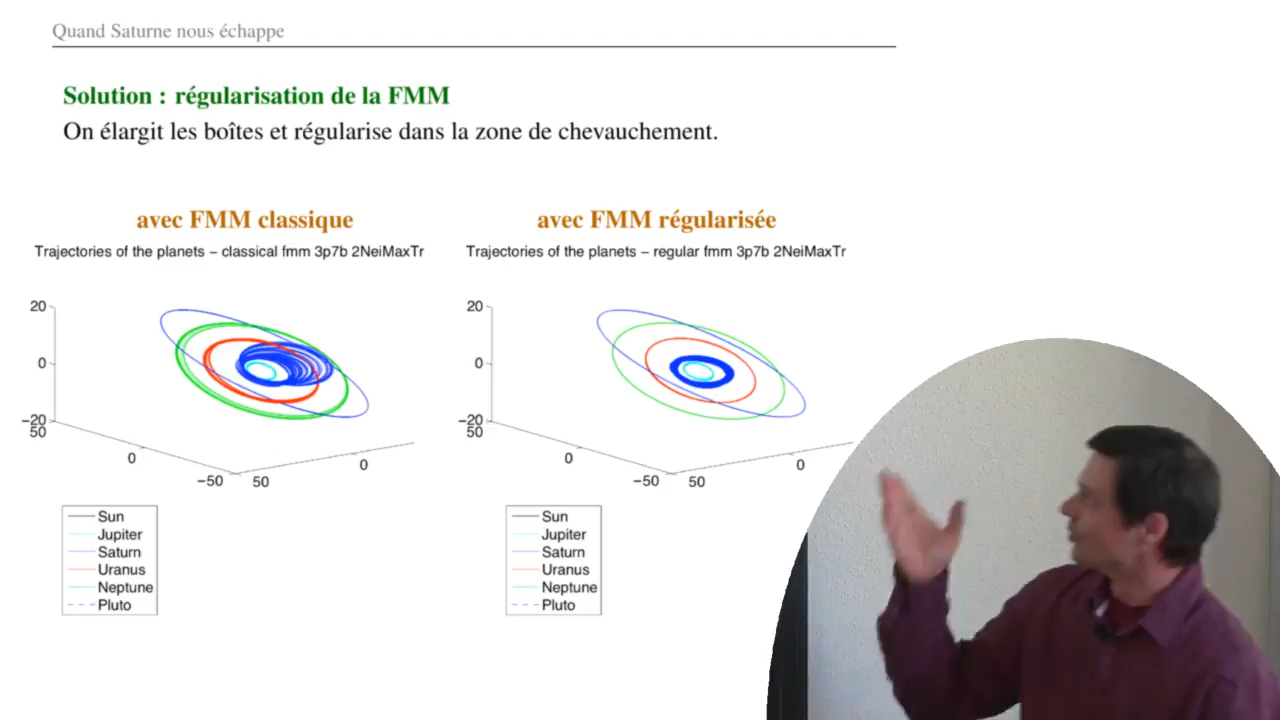 Quand Saturne nous échappe
Solution : régularisation de la FMM
On élargit les boîtes et régularise dans la zone de chevauchement.
avec FMM classique
Trajectories of the planets – classical fmm 3p7b 2NeiMaxTr
20
0
−20
50
0
−50
50
0
Sun
Jupiter
Saturn
Uranus
Neptune
Pluto
avec FMM régularisée
Trajectories of the planets – regular fmm 3p7b 2NeiMaxTr
20
0
−20
50
0
−50
50
0
Sun
Jupiter
Saturn
Uranus
Neptune
Pluto